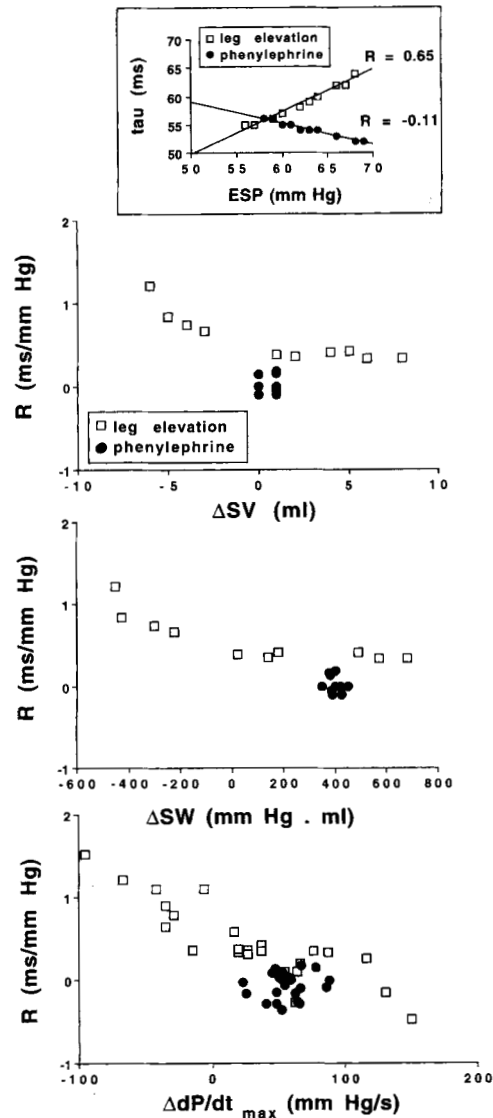 70
□ leg elevation
● phenylephrine
R = 0.65
65
60
55
50
tau (ms)
R = -0.11
50 60 70
ESP (mm Hg)
2
1
0
-1
R (ms/mm Hg)
□ leg elevation
● phenylephrine
-10 -5 0 5 10
ΔSV (ml)
2
1
0
-1
R (ms/mm Hg)
-600 -400 -200 0 200 400 600 800
ΔSW (mm Hg . ml)
2
1
0
-1
R (ms/mm Hg)
-100 0 100 200
ΔdP/dt max (mm Hg/s)